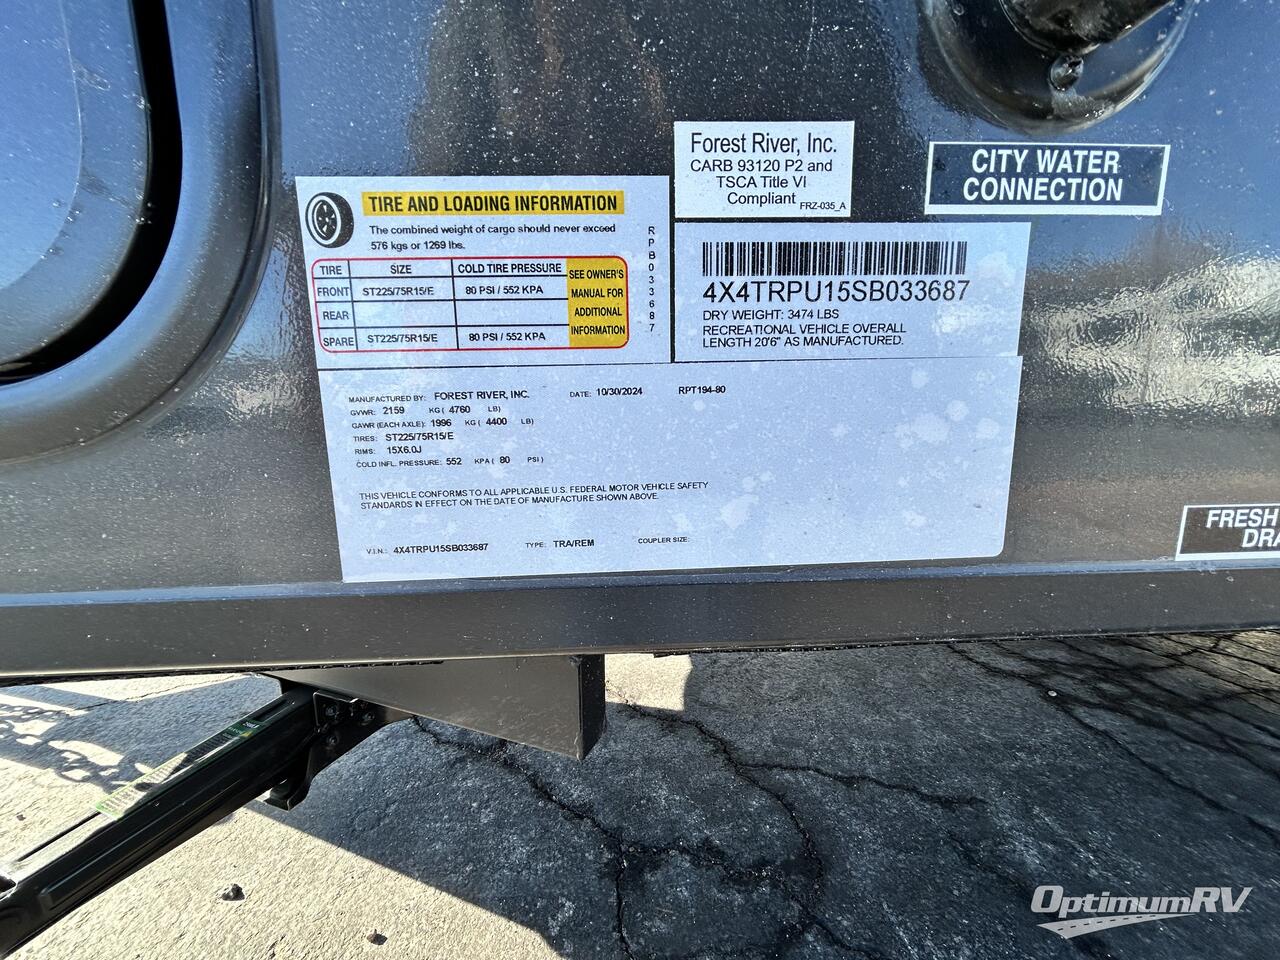 Forest River, Inc.
CARB 93120 P2 and
TSCA Title VI
Compliant FRZ-035_A
CITY WATER
CONNECTION
TIRE AND LOADING INFORMATION
The combined weight of cargo should never exceed
576 kgs or 1269 lbs.
TIRE SIZE COLD TIRE PRESSURE
FRONT ST225/75R15/E 80 PSI / 552 KPA
REAR
SPARE ST225/75R15/E 80 PSI / 552 KPA
SEE OWNER'S
MANUAL FOR
ADDITIONAL
INFORMATION
RPB033687
4X4TRPU15SB033687
DRY WEIGHT: 3474 LBS
RECREATIONAL VEHICLE OVERALL
LENGTH 20'6" AS MANUFACTURED.
MANUFACTURED BY: FOREST RIVER, INC. DATE: 10/30/2024 RPT194-80
GVWR: 2159 KG ( 4760 LB)
GAWR (EACH AXLE): 1996 KG ( 4400 LB)
TIRES: ST225/75R15/E
RIMS: 15X6.0J
COLD INFL. PRESSURE: 552 KPA ( 80 PSI )
THIS VEHICLE CONFORMS TO ALL APPLICABLE U.S. FEDERAL MOTOR VEHICLE SAFETY
STANDARDS IN EFFECT ON THE DATE OF MANUFACTURE SHOWN ABOVE.
V.I.N.: 4X4TRPU15SB033687 TYPE: TRA/REM COUPLER SIZE:
FRESH
DRA
OPTIMUMRV